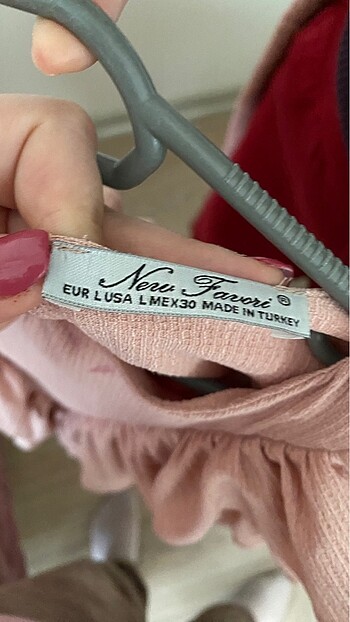 New Favori ®
EUR L USA L MEX30 MADE IN TURKEY